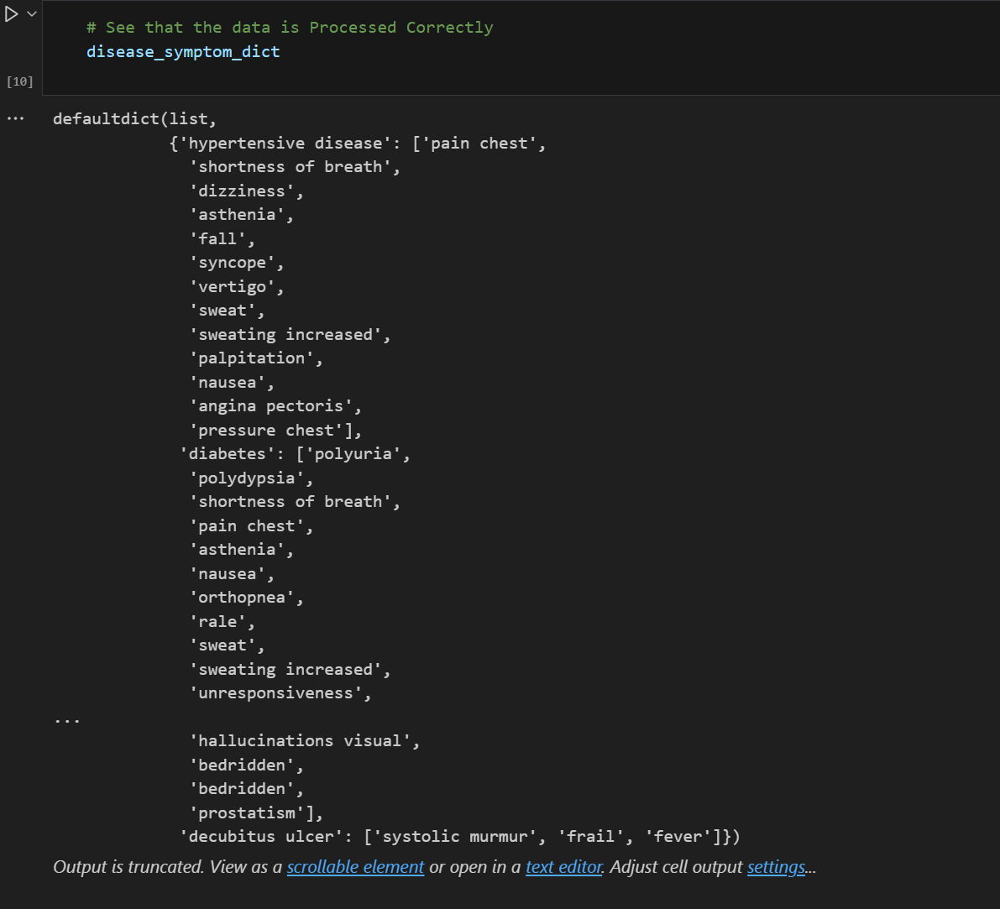 # See that the data is Processed Correctly
disease_symptom_dict
[10]
... defaultdict(list,
{'hypertensive disease': ['pain chest',
'shortness of breath',
'dizziness',
'asthenia',
'fall',
'syncope',
'vertigo',
'sweat',
'sweating increased',
'palpitation',
'nausea',
'angina pectoris',
'pressure chest'],
'diabetes': ['polyuria',
'polydypsia',
'shortness of breath',
'pain chest',
'asthenia',
'nausea',
'orthopnea',
'rale',
'sweat',
'sweating increased',
'unresponsiveness',
...
'hallucinations visual',
'bedridden',
'bedridden',
'prostatism'],
'decubitus ulcer': ['systolic murmur', 'frail', 'fever']})
Output is truncated. View as a scrollable element or open in a text editor. Adjust cell output settings...